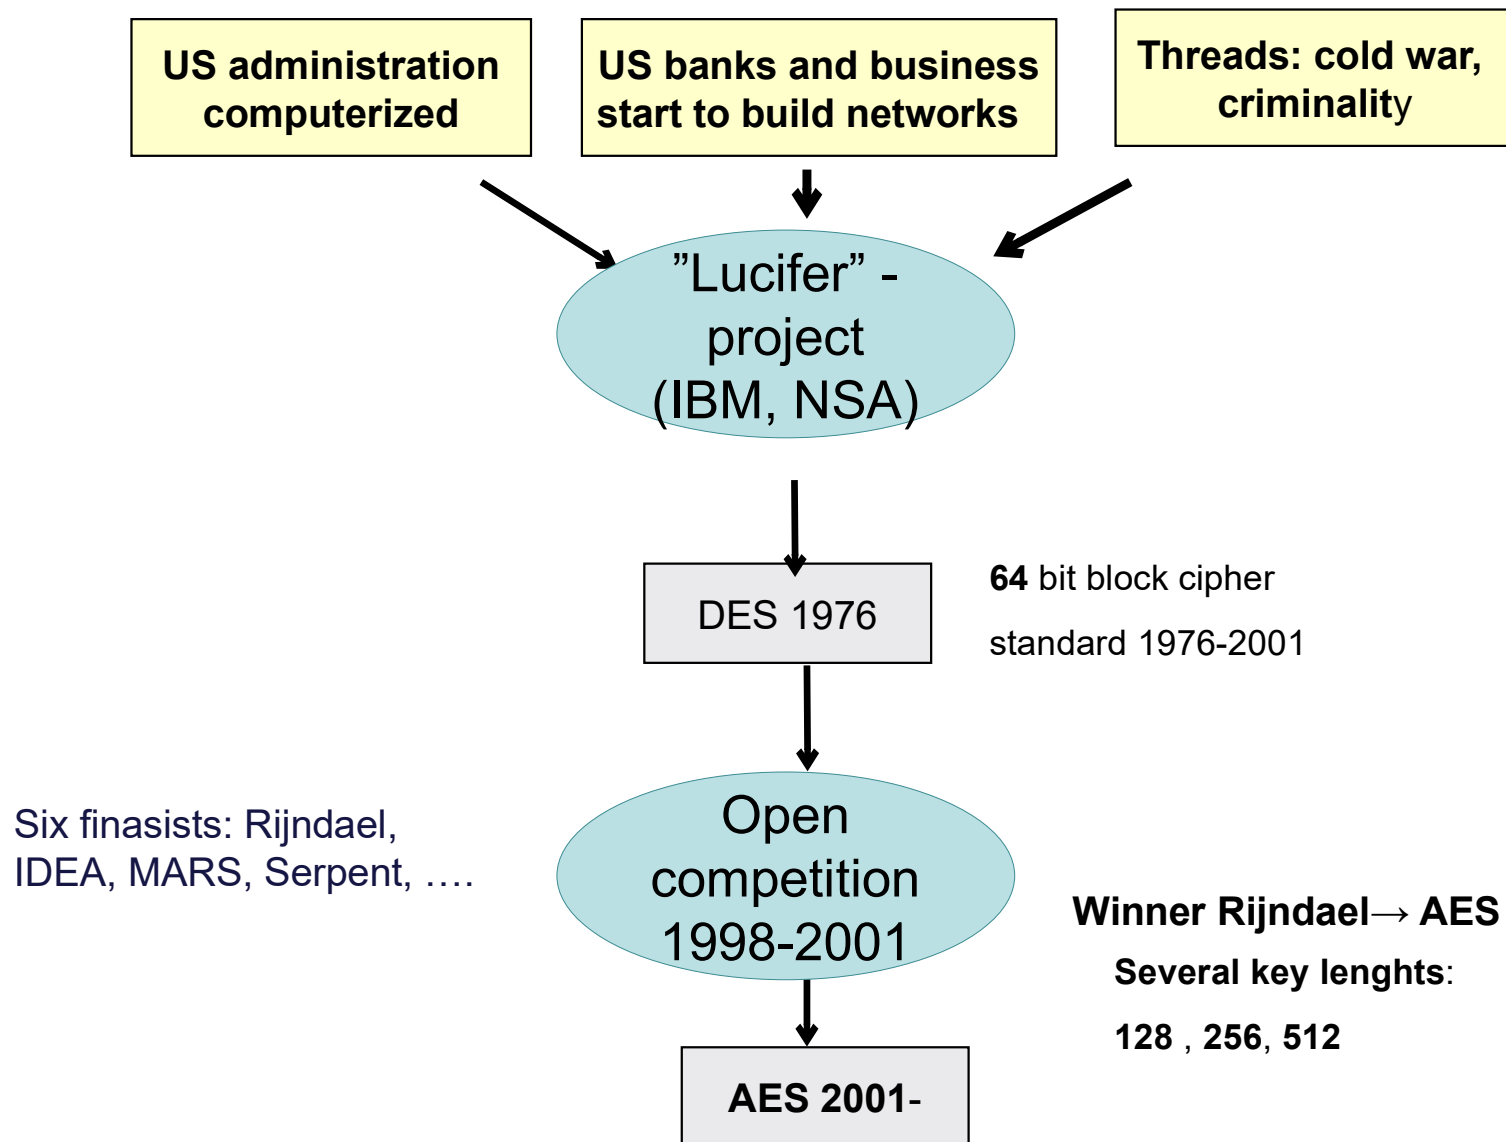 US administration
computerized
US banks and business
start to build networks
Threads: cold war,
criminality
”Lucifer” -
project
(IBM, NSA)
DES 1976
64 bit block cipher
standard 1976-2001
Six finasists: Rijndael,
IDEA, MARS, Serpent, ….
Open
competition
1998-2001
Winner Rijndael→ AES
Several key lenghts:
128 , 256, 512
AES 2001-